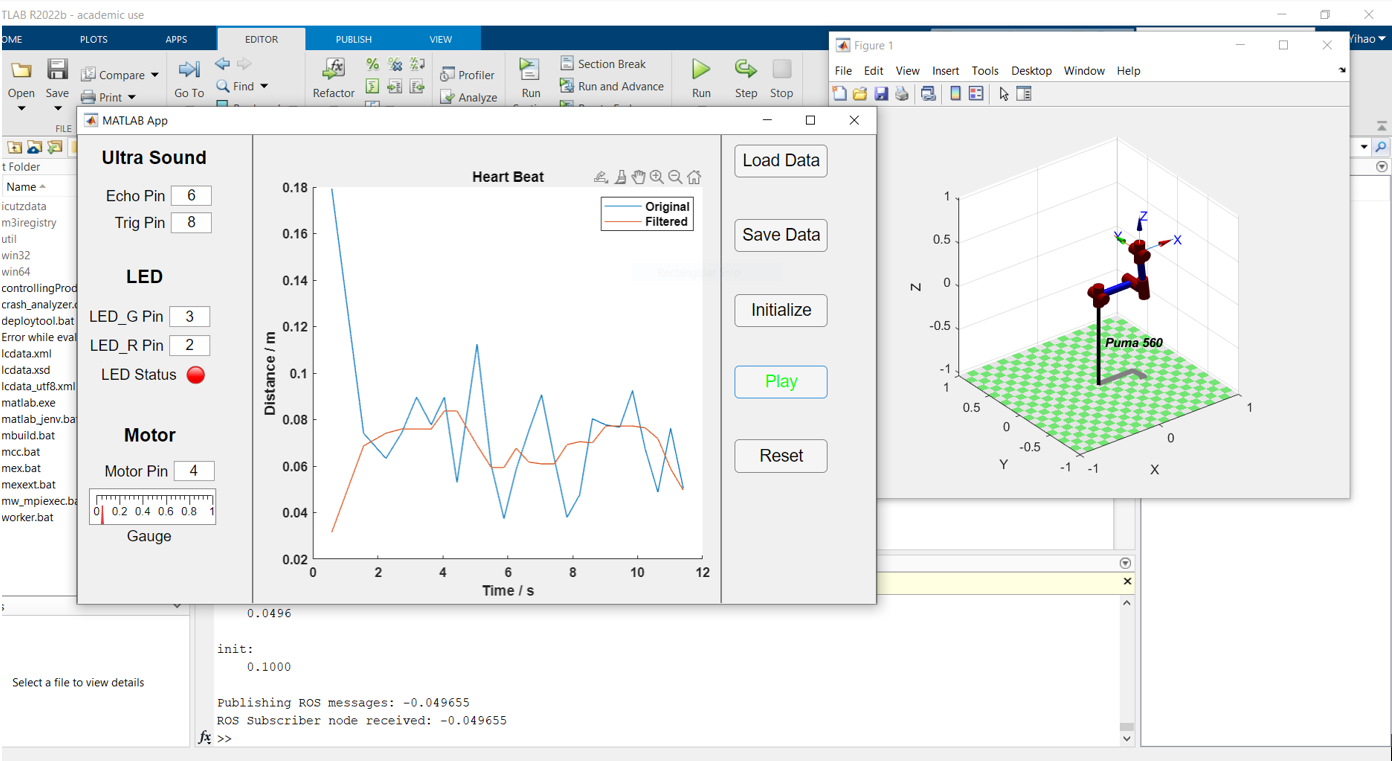 TLAB R2022b - academic use
OME PLOTS APPS EDITOR PUBLISH VIEW
Yihao
Open Save Compare Print Go To Find Refactor Profiler Analyze Run Section Break Run and Advance Run Step Stop
FILE
t Folder
Name
icutzdata
m3iregistry
util
win32
win64
controllingProd
crash_analyzer.c
deploytool.bat
Error while eval
lcdata.xml
lcdata.xsd
lcdata_utf8.xml
matlab.exe
matlab_jenv.bat
mbuild.bat
mcc.bat
mex.bat
mexext.bat
mw_mpiexec.ba
worker.bat
s
Select a file to view details
MATLAB App
Ultra Sound
Echo Pin 6
Trig Pin 8
LED
LED_G Pin 3
LED_R Pin 2
LED Status
Motor
Motor Pin 4
0 0.2 0.4 0.6 0.8 1
Gauge
Heart Beat
Original
Filtered
0.18
0.16
0.14
0.12
0.1
0.08
0.06
0.04
0.02
Distance / m
0 2 4 6 8 10 12
Time / s
Load Data
Save Data
Initialize
Play
Reset
Figure 1
File Edit View Insert Tools Desktop Window Help
1
0.5
0
-0.5
-1
Z
Z
Y
X
Puma 560
1
0.5
0
-0.5
-1
Y
-1
0
1
X
0.0496
init:
0.1000
Publishing ROS messages: -0.049655
ROS Subscriber node received: -0.049655
fx >>